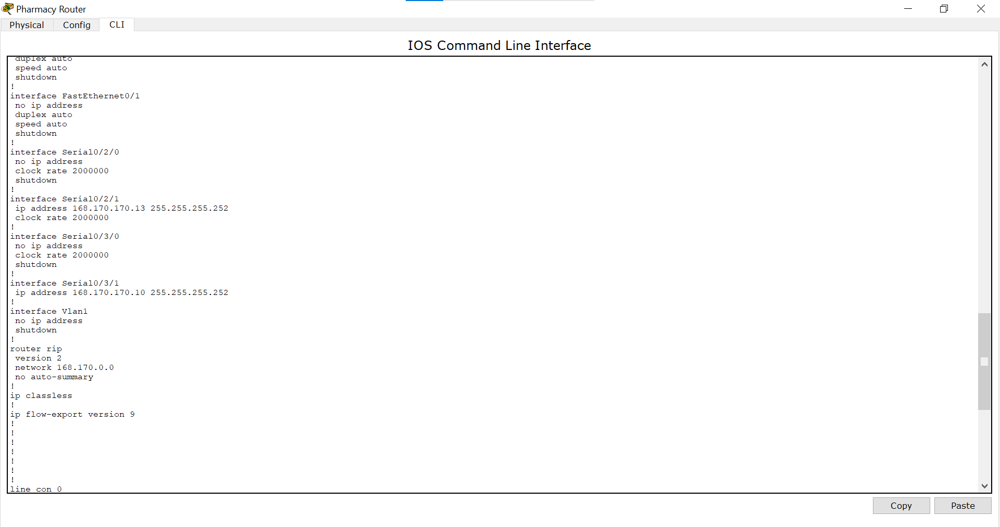 Pharmacy Router
Physical
Config
CLI
IOS Command Line Interface
duplex auto
speed auto
shutdown
!
interface FastEthernet0/1
no ip address
duplex auto
speed auto
shutdown
!
interface Serial0/2/0
no ip address
clock rate 2000000
shutdown
!
interface Serial0/2/1
ip address 168.170.170.13 255.255.255.252
clock rate 2000000
!
interface Serial0/3/0
no ip address
clock rate 2000000
shutdown
!
interface Serial0/3/1
ip address 168.170.170.10 255.255.255.252
!
interface Vlan1
no ip address
shutdown
!
router rip
version 2
network 168.170.0.0
no auto-summary
!
ip classless
!
ip flow-export version 9
!
!
!
!
!
!
!
line con 0
Copy
Paste